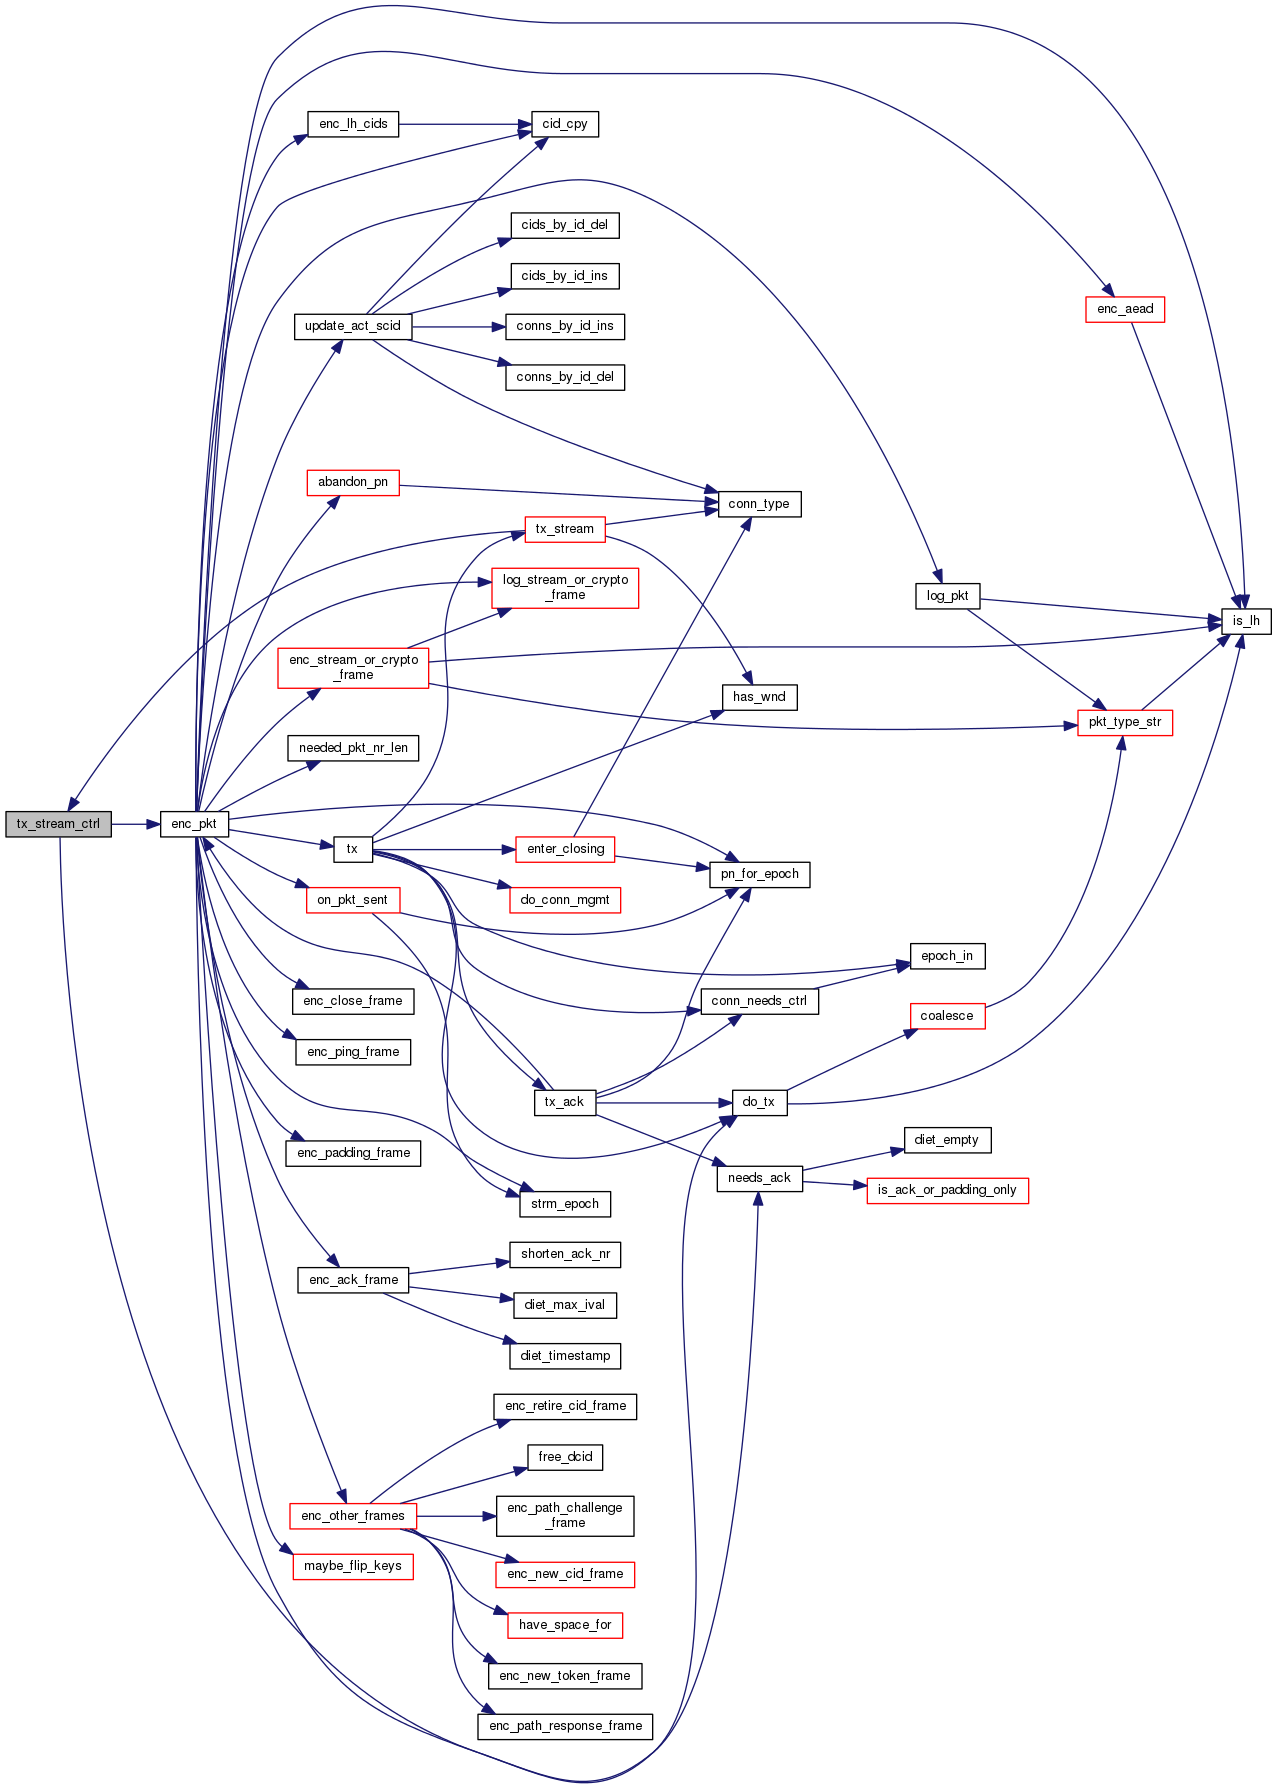 enc_lh_cids
cid_cpy
cids_by_id_del
cids_by_id_ins
enc_aead
update_act_scid
conns_by_id_ins
conns_by_id_del
abandon_pn
conn_type
tx_stream
log_stream_or_crypto
_frame
log_pkt
is_lh
enc_stream_or_crypto
_frame
has_wnd
pkt_type_str
needed_pkt_nr_len
tx_stream_ctrl
enc_pkt
tx
enter_closing
pn_for_epoch
on_pkt_sent
do_conn_mgmt
epoch_in
enc_close_frame
conn_needs_ctrl
coalesce
enc_ping_frame
tx_ack
do_tx
diet_empty
enc_padding_frame
needs_ack
is_ack_or_padding_only
strm_epoch
shorten_ack_nr
enc_ack_frame
diet_max_ival
diet_timestamp
enc_retire_cid_frame
free_dcid
enc_other_frames
enc_path_challenge
_frame
maybe_flip_keys
enc_new_cid_frame
have_space_for
enc_new_token_frame
enc_path_response_frame